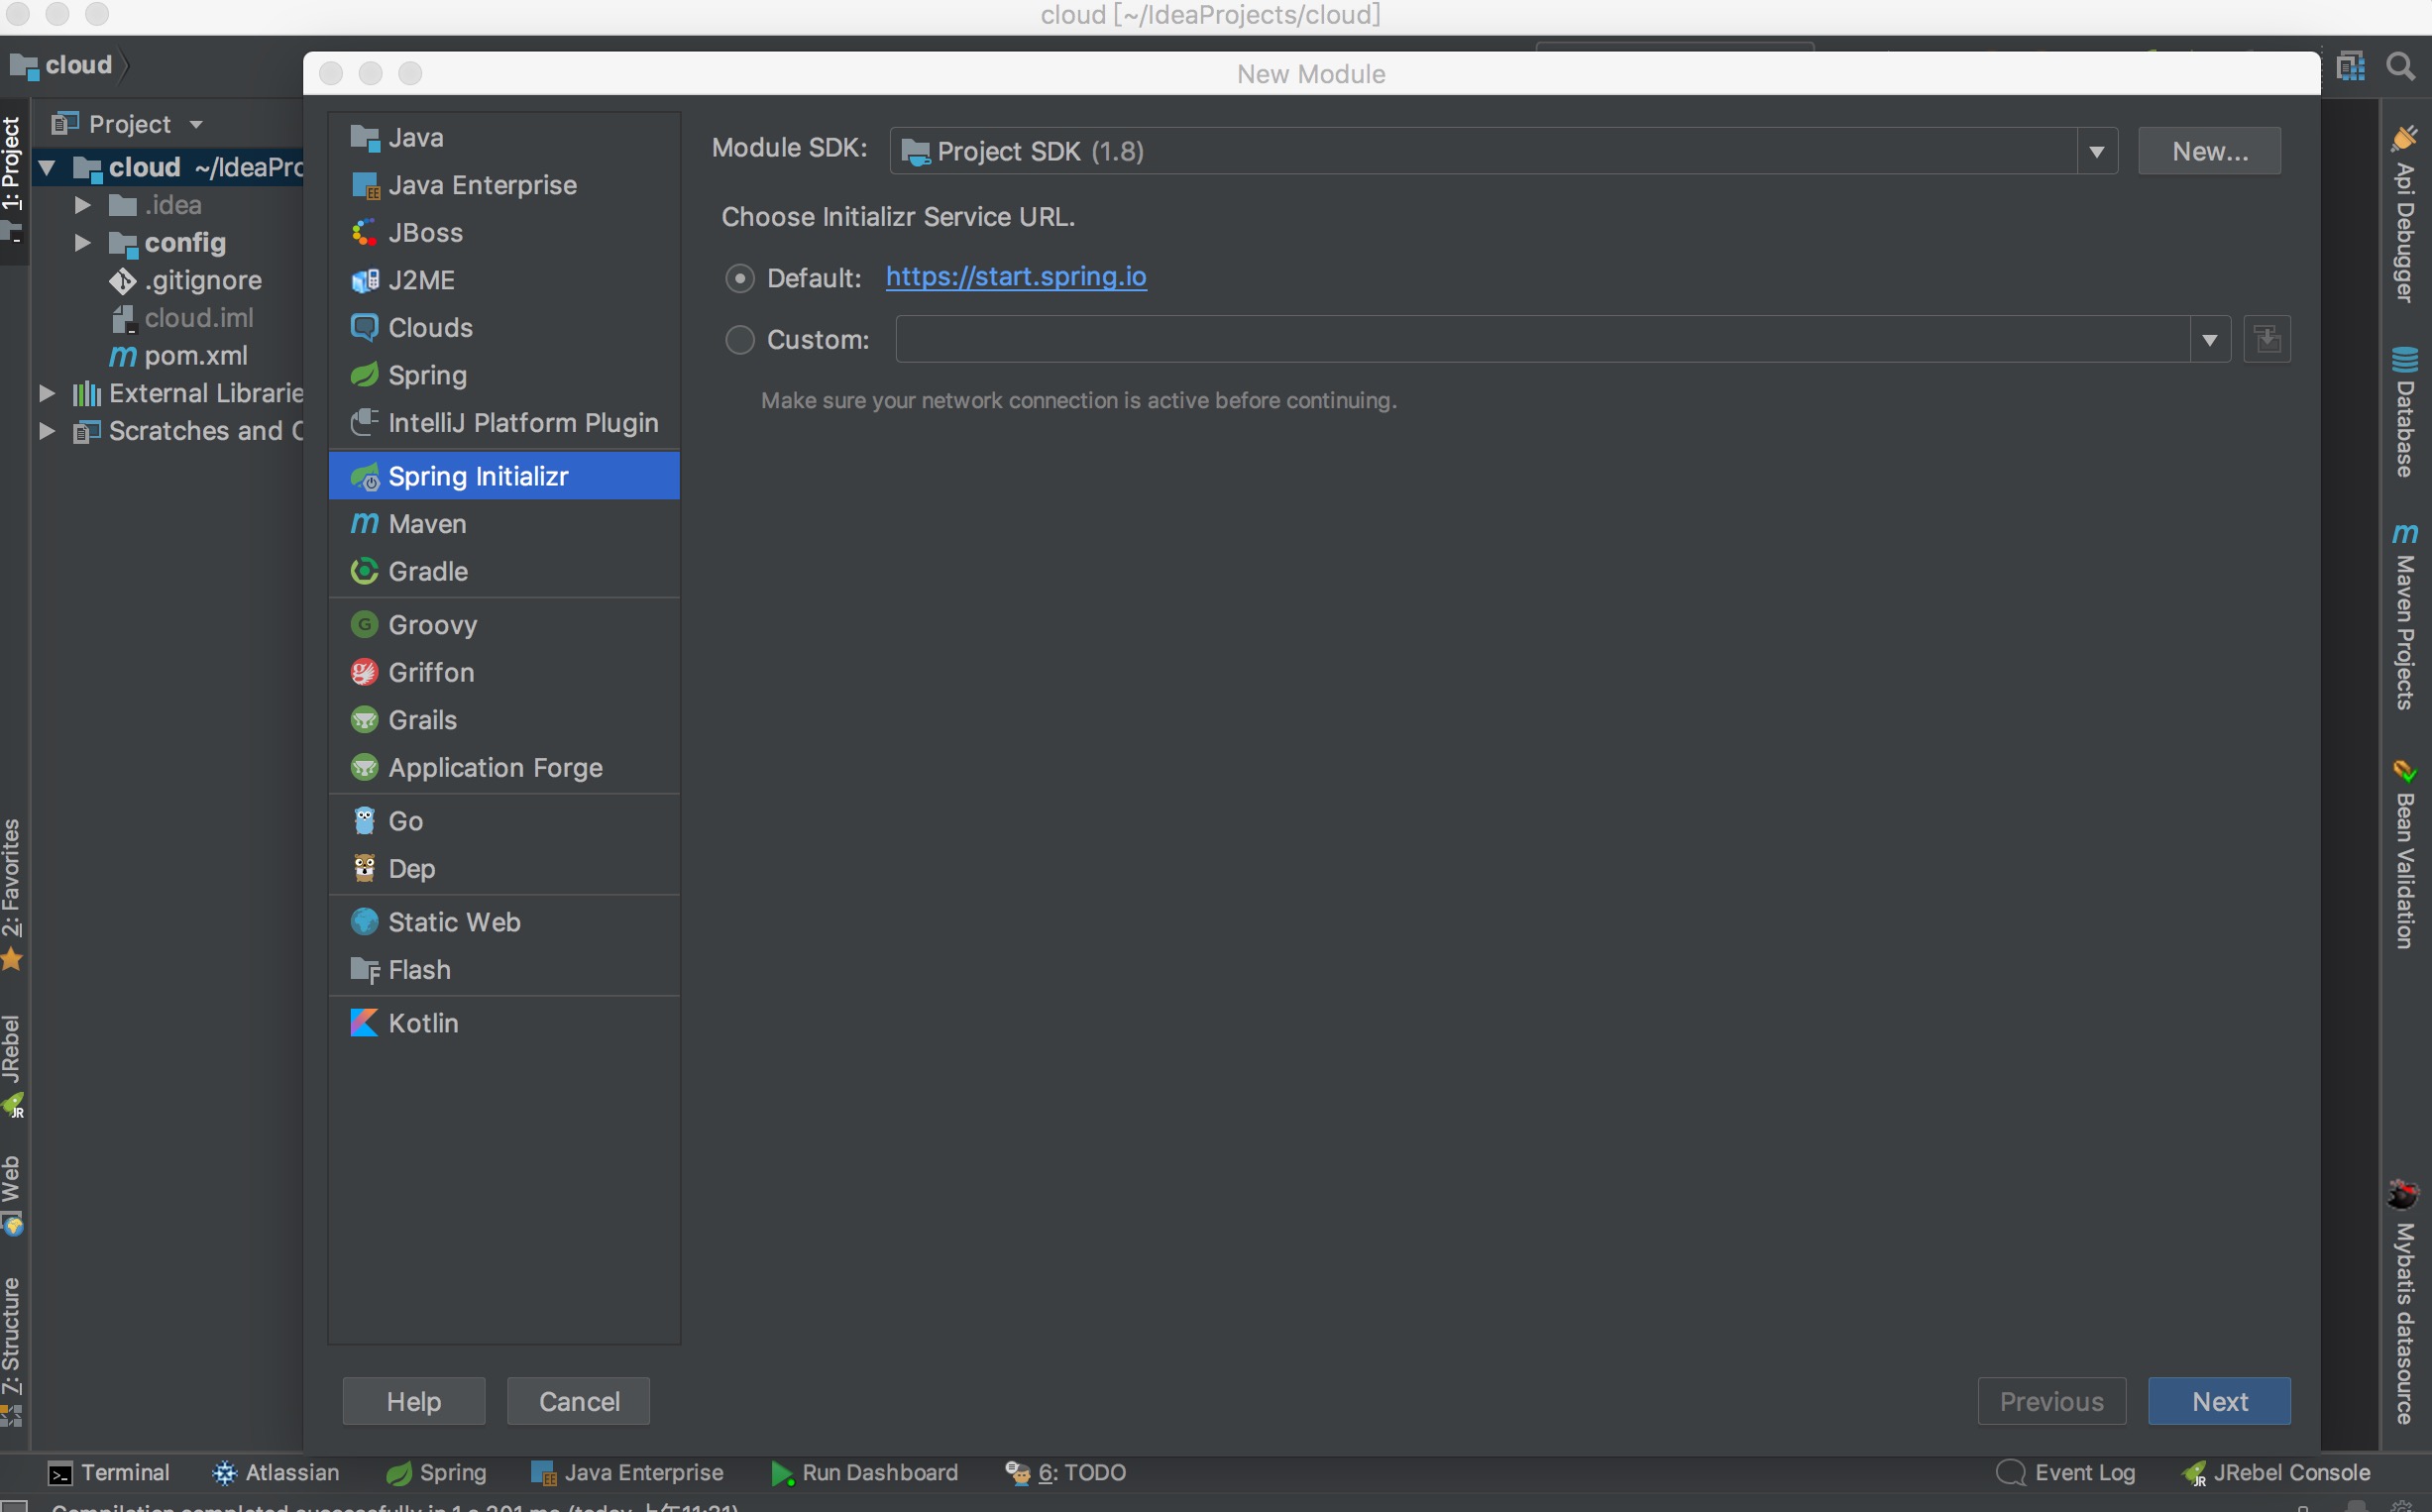 cloud [~/IdeaProjects/cloud]
cloud
New Module
1: Project
Project
cloud ~/IdeaPro
.idea
config
.gitignore
cloud.iml
pom.xml
External Librarie
Scratches and C
2: Favorites
JRebel
Web
Z: Structure
Java
Java Enterprise
JBoss
J2ME
Clouds
Spring
IntelliJ Platform Plugin
Spring Initializr
Maven
Gradle
Groovy
Griffon
Grails
Application Forge
Go
Dep
Static Web
Flash
Kotlin
Module SDK:
Project SDK (1.8)
New...
Choose Initializr Service URL.
Default: https://start.spring.io
Custom:
Make sure your network connection is active before continuing.
Help
Cancel
Previous
Next
Api Debugger
Database
Maven Projects
Bean Validation
Mybatis datasource
Terminal
Atlassian
Spring
Java Enterprise
Run Dashboard
6: TODO
Event Log
JRebel Console